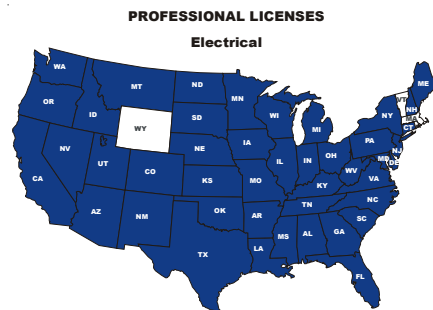 PROFESSIONAL LICENSES
Electrical
WA
MT
ND
MN
ME
VT
NH
OR
ID
WY
SD
WI
MI
NY
MA
CT
NV
UT
CO
NE
IA
IL
IN
OH
PA
NJ
MD
DE
CA
KS
MO
WV
VA
KY
AZ
NM
OK
AR
TN
NC
SC
TX
LA
MS
AL
GA
FL